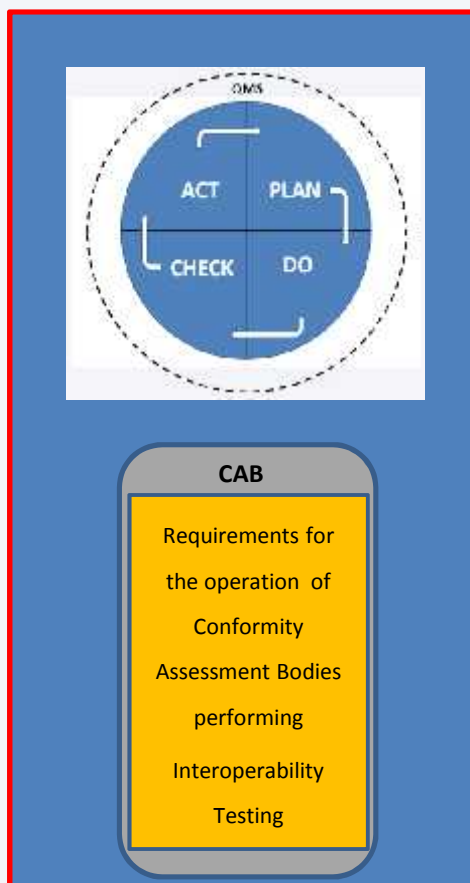 QMS
ACT PLAN
CHECK DO
CAB
Requirements for
the operation of
Conformity
Assessment Bodies
performing
Interoperability
Testing